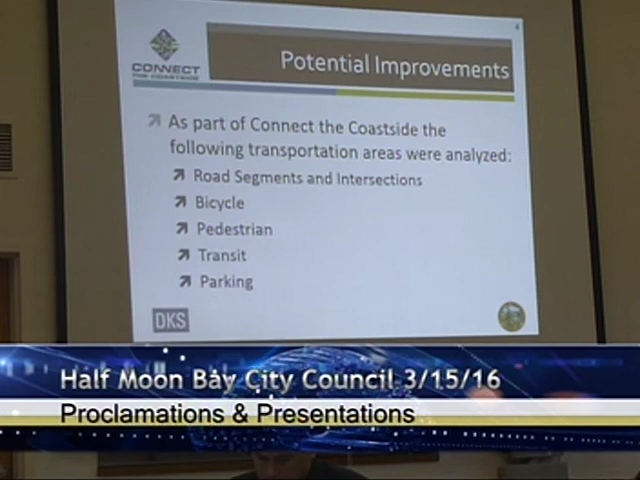 4
CONNECT
THE COASTSIDE
Potential Improvements
As part of Connect the Coastside the
following transportation areas were analyzed:
Road Segments and Intersections
Bicycle
Pedestrian
Transit
Parking
DKS
Half Moon Bay City Council 3/15/16
Proclamations & Presentations